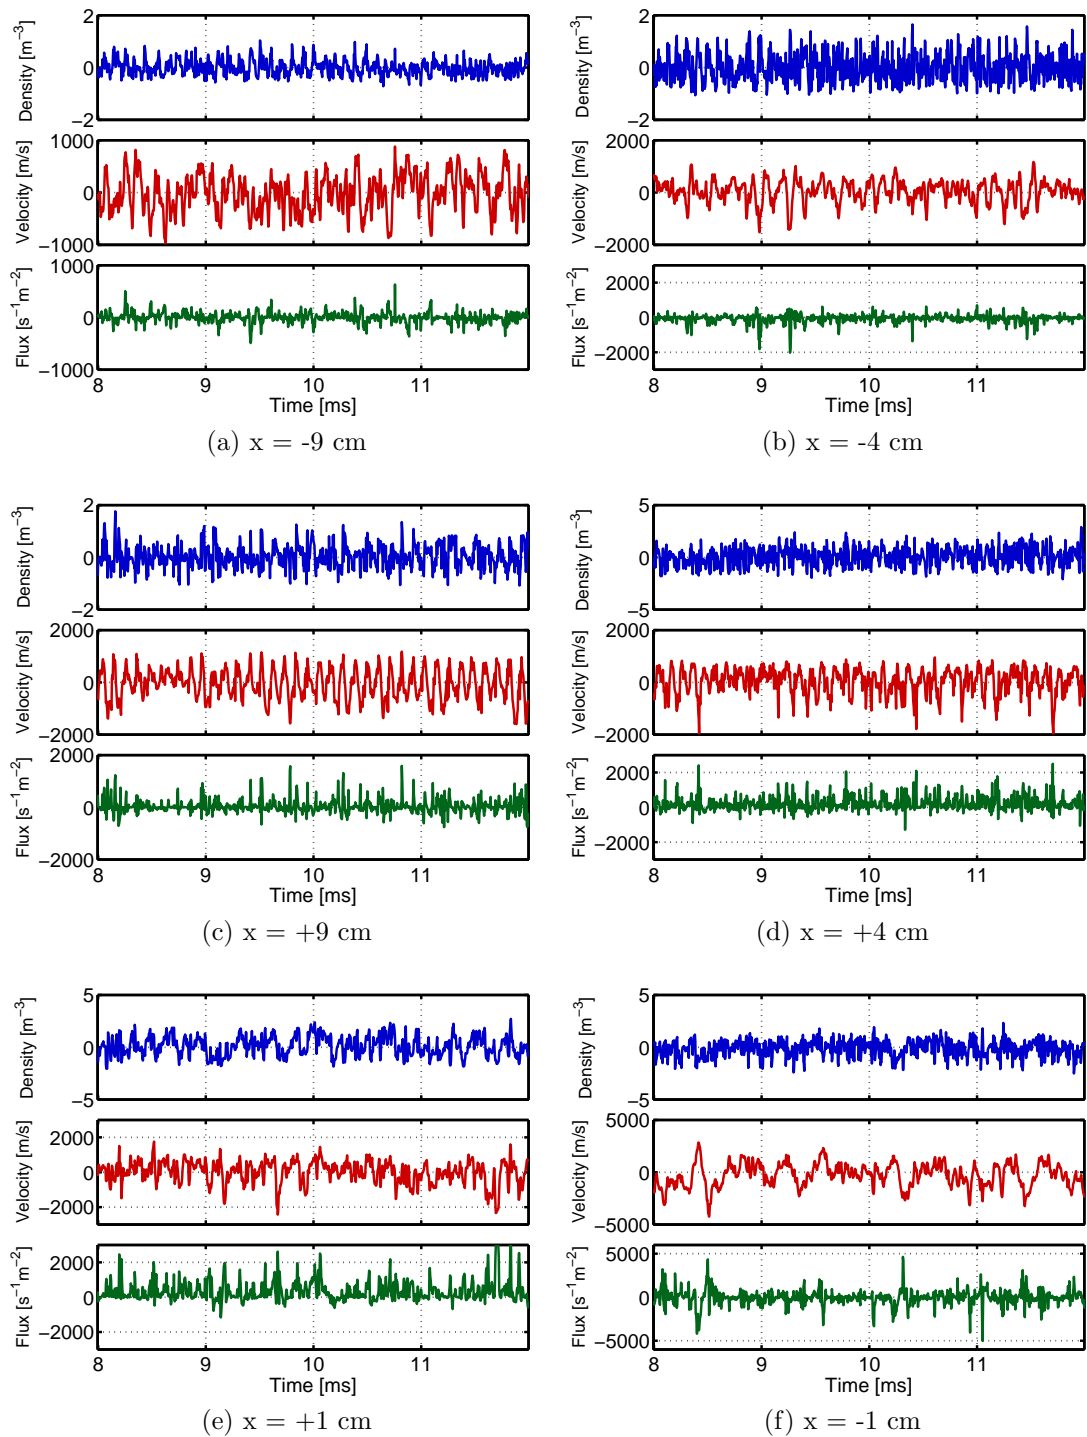 2
0
−2
Density [m⁻³]
1000
0
−1000
Velocity [m/s]
1000
0
−1000
Flux [s⁻¹m⁻²]
8 9 10 11
Time [ms]
(a) x = -9 cm
2
0
−2
Density [m⁻³]
2000
0
−2000
Velocity [m/s]
2000
0
−2000
Flux [s⁻¹m⁻²]
8 9 10 11
Time [ms]
(b) x = -4 cm
2
0
−2
Density [m⁻³]
2000
0
−2000
Velocity [m/s]
2000
0
−2000
Flux [s⁻¹m⁻²]
8 9 10 11
Time [ms]
(c) x = +9 cm
5
0
−5
Density [m⁻³]
2000
0
−2000
Velocity [m/s]
2000
0
−2000
Flux [s⁻¹m⁻²]
8 9 10 11
Time [ms]
(d) x = +4 cm
5
0
−5
Density [m⁻³]
2000
0
−2000
Velocity [m/s]
2000
0
−2000
Flux [s⁻¹m⁻²]
8 9 10 11
Time [ms]
(e) x = +1 cm
5
0
−5
Density [m⁻³]
5000
0
−5000
Velocity [m/s]
5000
0
−5000
Flux [s⁻¹m⁻²]
8 9 10 11
Time [ms]
(f) x = -1 cm